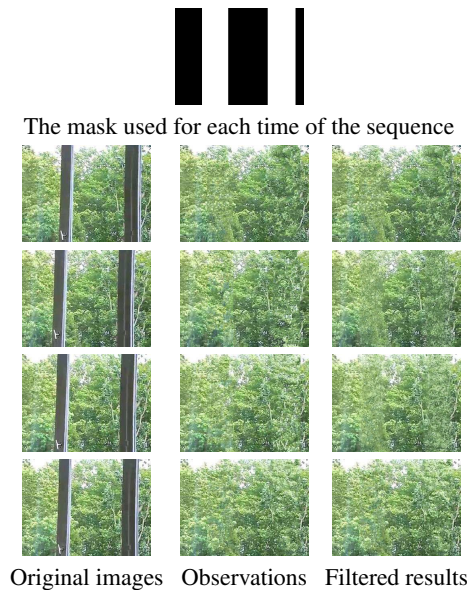 The mask used for each time of the sequence
Original images Observations Filtered results